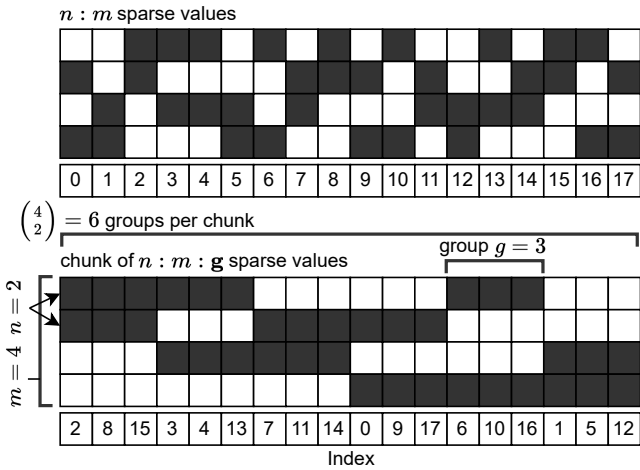 n : m sparse values
0 1 2 3 4 5 6 7 8 9 10 11 12 13 14 15 16 17
(4 2) = 6 groups per chunk
chunk of n : m : g sparse values
group g = 3
n = 2
m = 4
2 8 15 3 4 13 7 11 14 0 9 17 6 10 16 1 5 12
Index